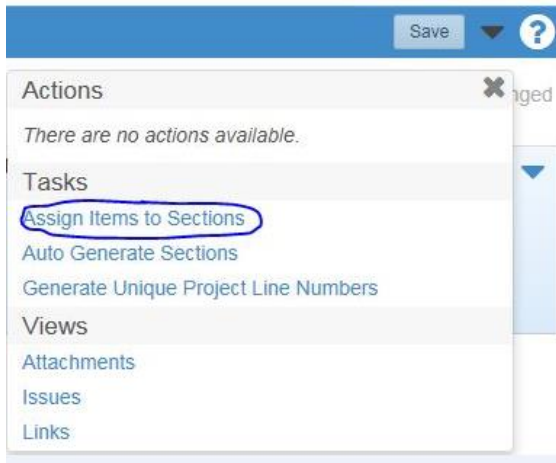 Save ?
Actions
nged
There are no actions available.
Tasks
Assign Items to Sections
Auto Generate Sections
Generate Unique Project Line Numbers
Views
Attachments
Issues
Links